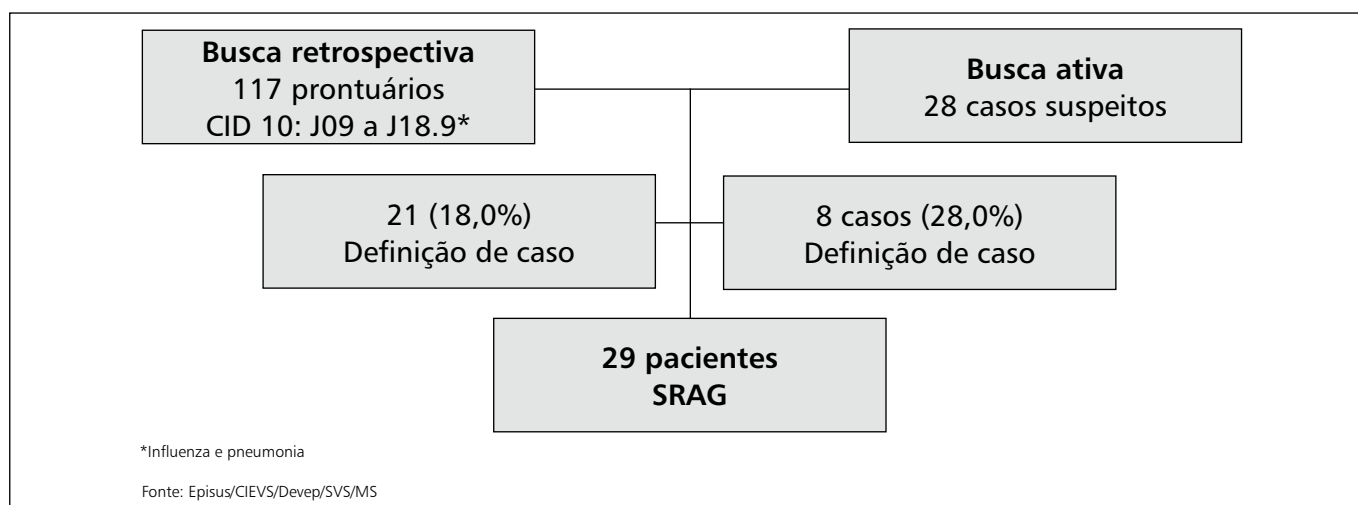 Busca retrospectiva
117 prontuários
CID 10: J09 a J18.9*
Busca ativa
28 casos suspeitos
21 (18,0%)
Definição de caso
8 casos (28,0%)
Definição de caso
29 pacientes
SRAG
*Influenza e pneumonia
Fonte: Episus/CIEVS/Devep/SVS/MS